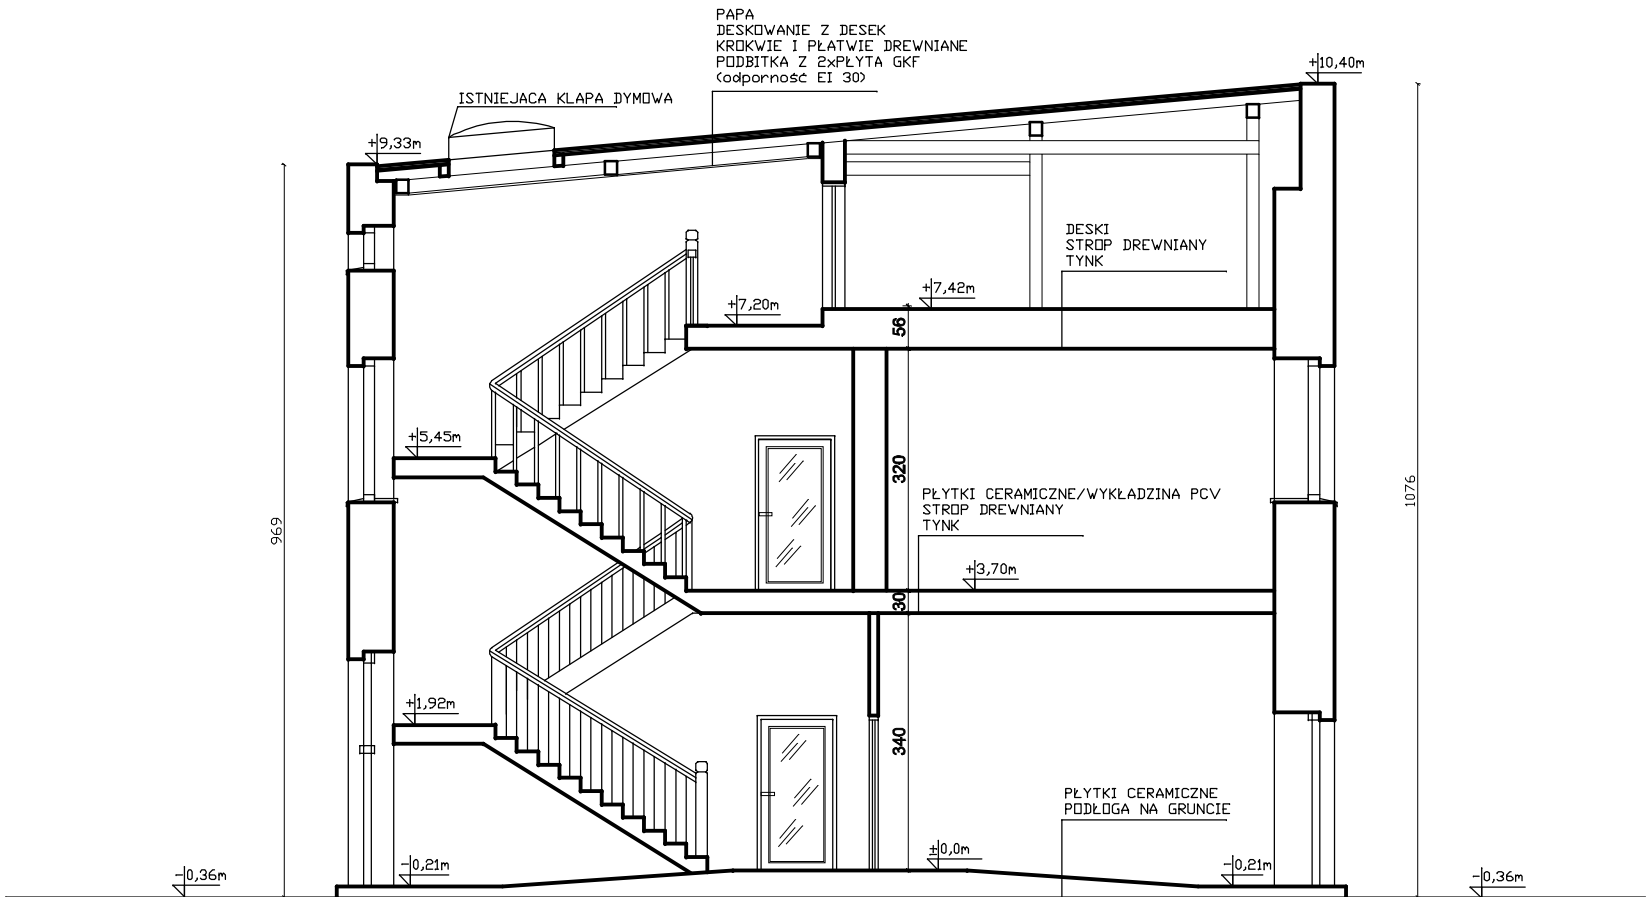 PAPA
DESKOWANIE Z DESEK
KROKWIE I PŁATWIE DREWNIANE
PODBITKA Z 2xPŁYTA GKF
(odporność EI 30)
+10,40m
ISTNIEJACA KLAPA DYMOWA
+9,33m
DESKI
STROP DREWNIANY
TYNK
+7,42m
+7,20m
56
+5,45m
320
PŁYTKI CERAMICZNE/WYKŁADZINA PCV
STROP DREWNIANY
TYNK
969
1076
+3,70m
30
+1,92m
340
PŁYTKI CERAMICZNE
PODŁOGA NA GRUNCIE
±0,0m
-0,21m
-0,21m
-0,36m
-0,36m